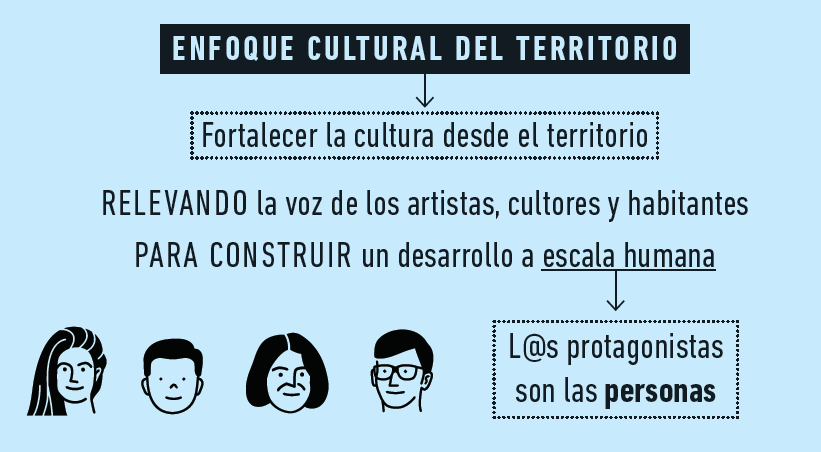 ENFOQUE CULTURAL DEL TERRITORIO
Fortalecer la cultura desde el territorio
RELEVANDO la voz de los artistas, cultores y habitantes
PARA CONSTRUIR un desarrollo a escala humana
L@s protagonistas
son las personas